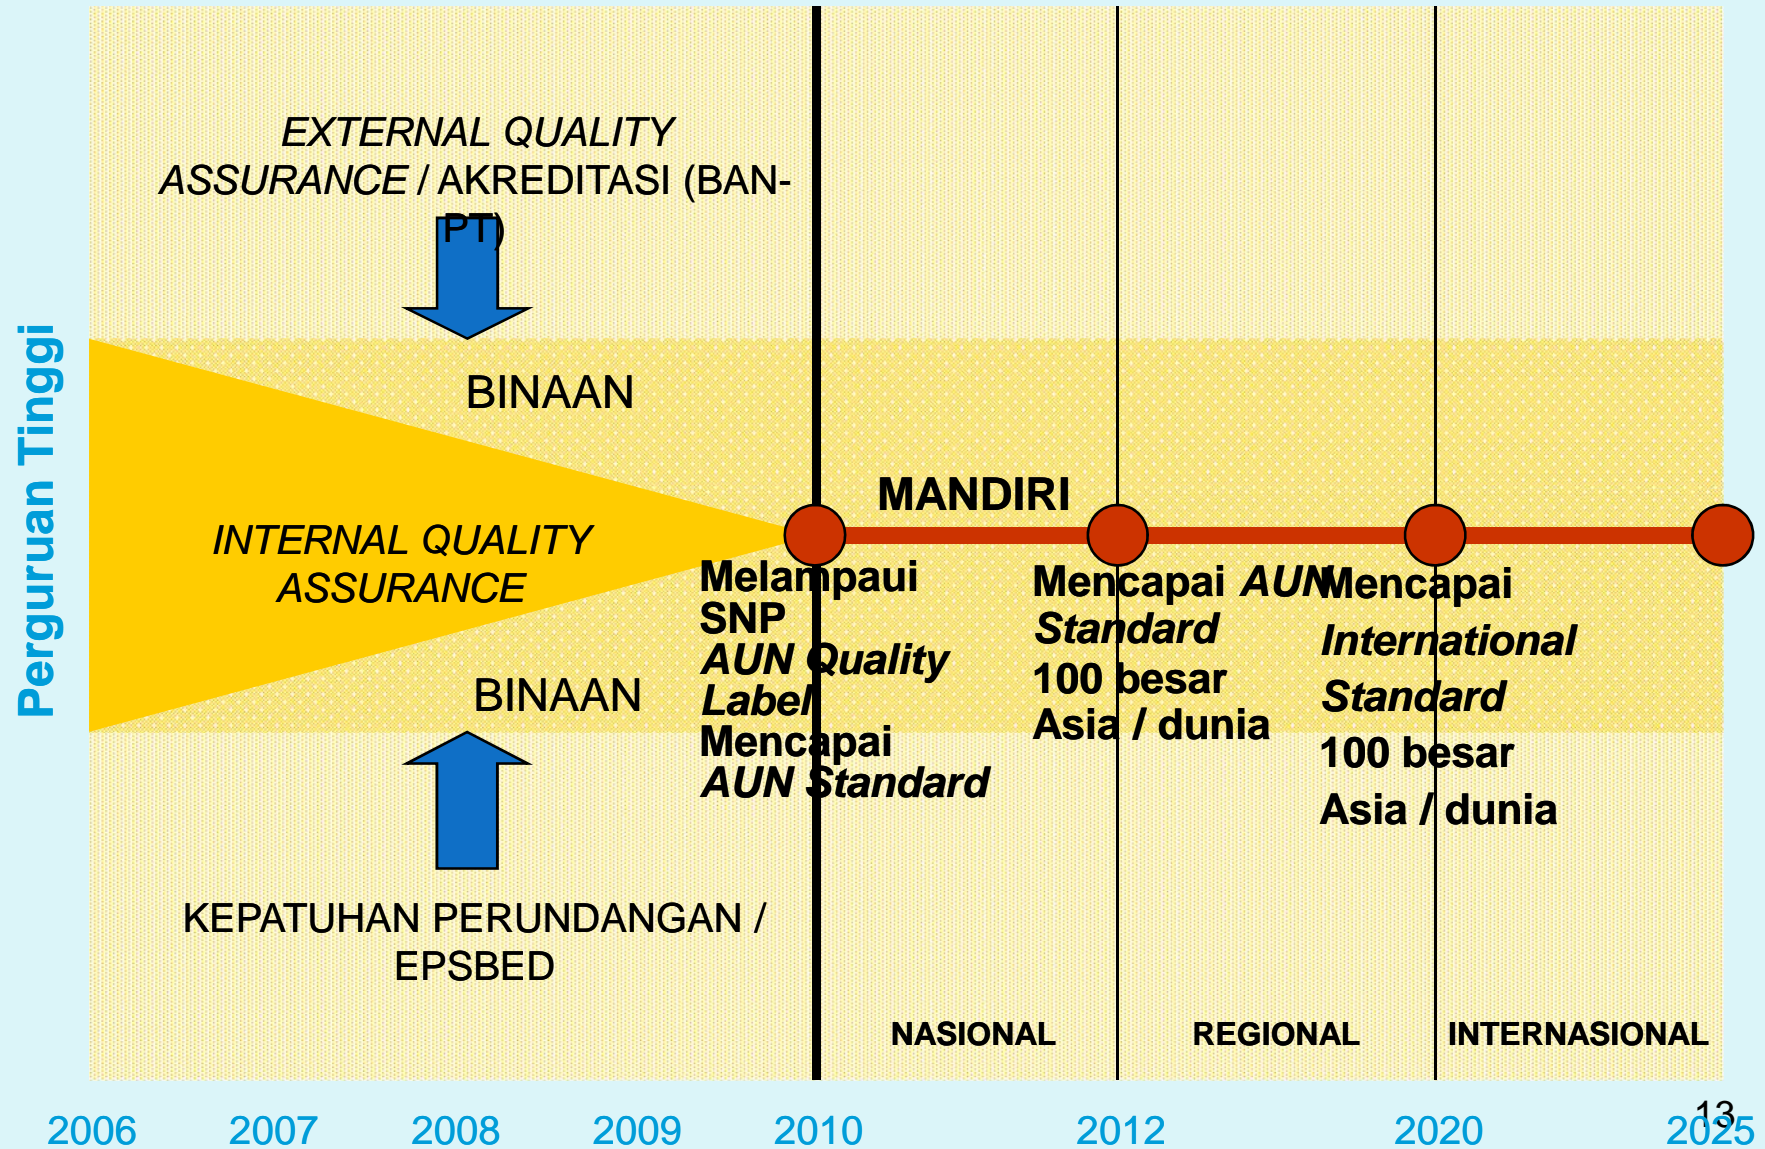 EXTERNAL QUALITY
ASSURANCE / AKREDITASI (BAN-
PT)
Perguruan Tinggi
BINAAN
INTERNAL QUALITY
ASSURANCE
BINAAN
KEPATUHAN PERUNDANGAN /
EPSBED
MANDIRI
Melampaui
SNP
AUN Quality
Label
Mencapai
AUN Standard
Mencapai AUN
Standard
100 besar
Asia / dunia
Mencapai
International
Standard
100 besar
Asia / dunia
NASIONAL
REGIONAL
INTERNASIONAL
2006
2007
2008
2009
2010
2012
2020
2025
13